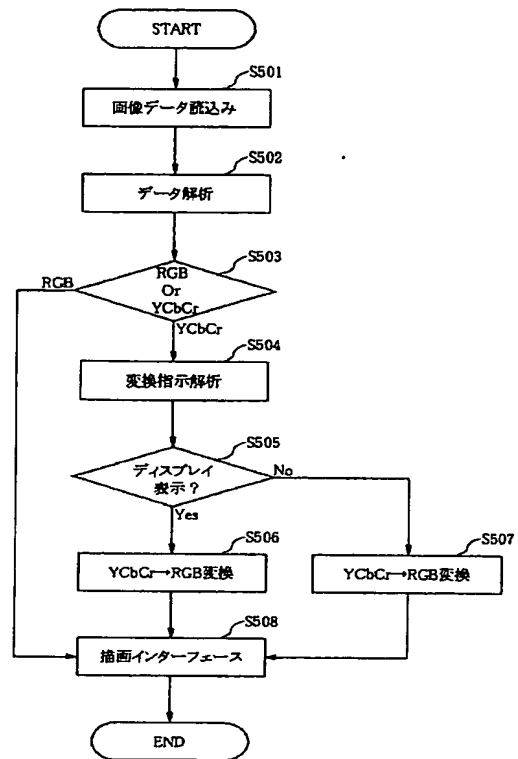 START
S501
画像データ読込み
S502
データ解析
S503
RGB
RGB
Or
YCbCr
YCbCr
S504
変換指示解析
S505
ディスプレイ
表示？
No
Yes
S506
YCbCr→RGB変換
S507
YCbCr→RGB変換
S508
描画インターフェース
END